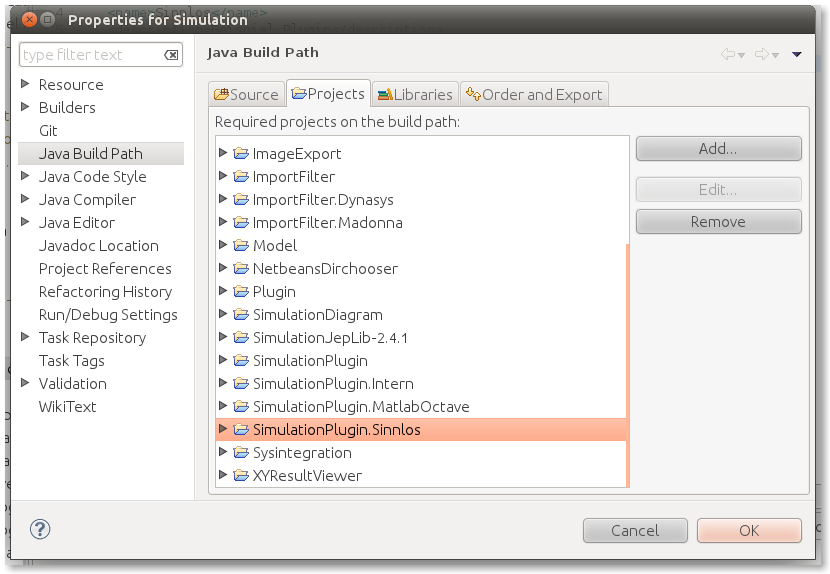 Properties for Simulation
type filter text
Resource
Builders
Git
Java Build Path
Java Code Style
Java Compiler
Java Editor
Javadoc Location
Project References
Refactoring History
Run/Debug Settings
Task Repository
Task Tags
Validation
WikiText
Java Build Path
Source
Projects
Libraries
Order and Export
Required projects on the build path:
ImageExport
ImportFilter
ImportFilter.Dynasys
ImportFilter.Madonna
Model
NetbeansDirchooser
Plugin
SimulationDiagram
SimulationJepLib-2.4.1
SimulationPlugin
SimulationPlugin.Intern
SimulationPlugin.MatlabOctave
SimulationPlugin.Sinnlos
Sysintegration
XYResultViewer
Add...
Edit...
Remove
?
Cancel
OK